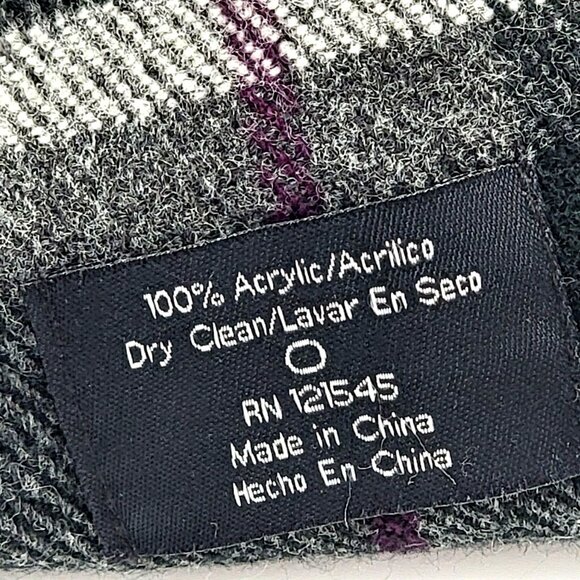 100% Acrylic/Acrilico
Dry Clean/Lavar En Seco
RN 121545
Made in China
Hecho En China